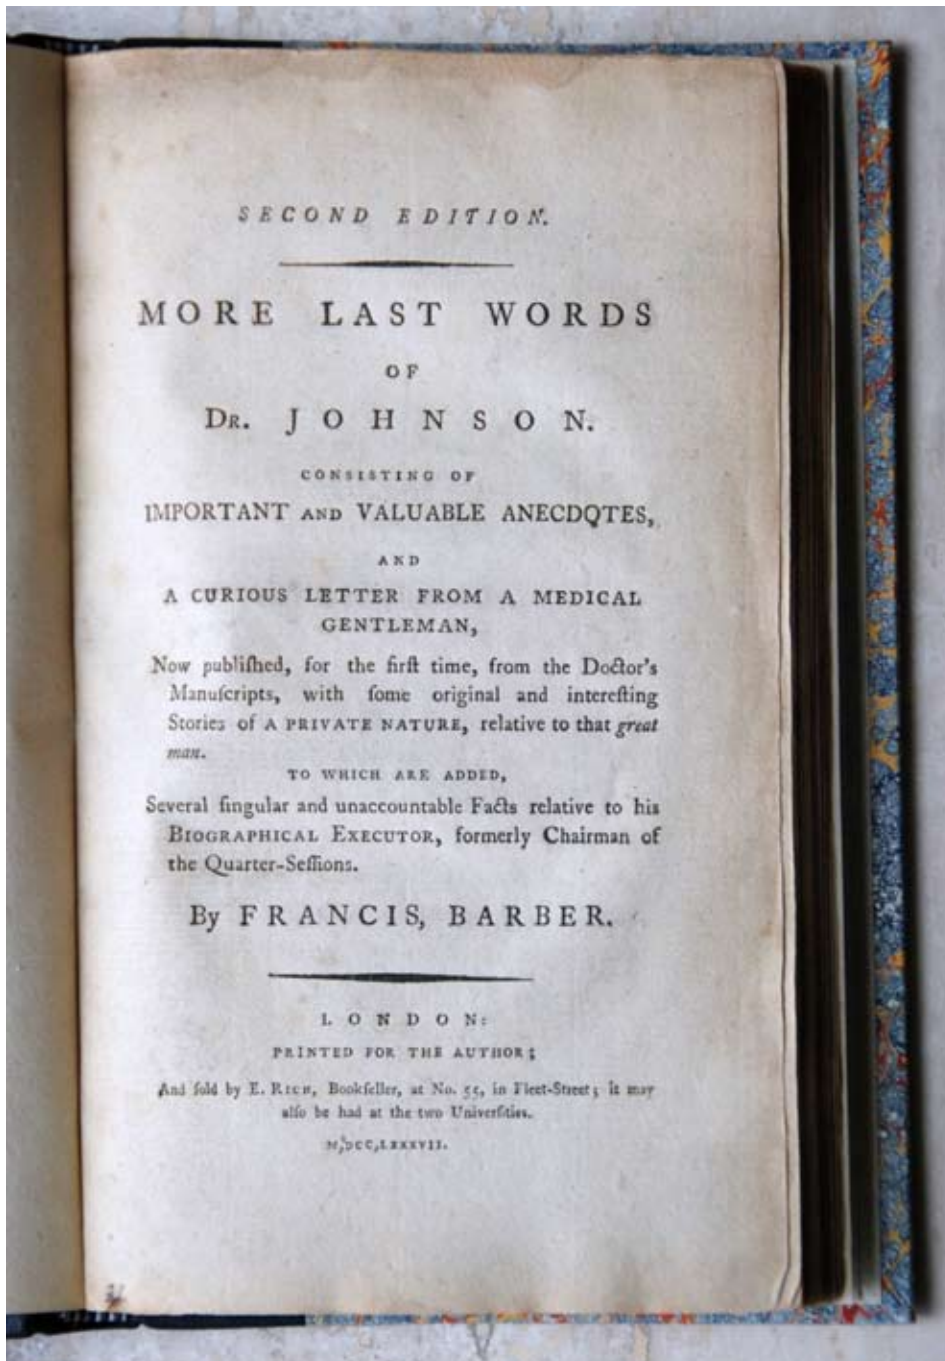 SECOND EDITION.
MORE LAST WORDS
OF
DR. JOHNSON.
CONSISTING OF
IMPORTANT AND VALUABLE ANECDOTES,
AND
A CURIOUS LETTER FROM A MEDICAL
GENTLEMAN,
Now publiſhed, for the firſt time, from the Doctor's
Manuſcripts, with ſome original and intereſting
Stories of A PRIVATE NATURE, relative to that great
man.
TO WHICH ARE ADDED,
Several ſingular and unaccountable Facts relative to his
BIOGRAPHICAL EXECUTOR, formerly Chairman of
the Quarter-Seſſions.
By FRANCIS, BARBER.
LONDON:
PRINTED FOR THE AUTHOR;
And ſold by E. RICH, Bookſeller, at No. 55, in Fleet-Street; it may
alſo be had at the two Univerſities.
M,DCC,LXXXVII.